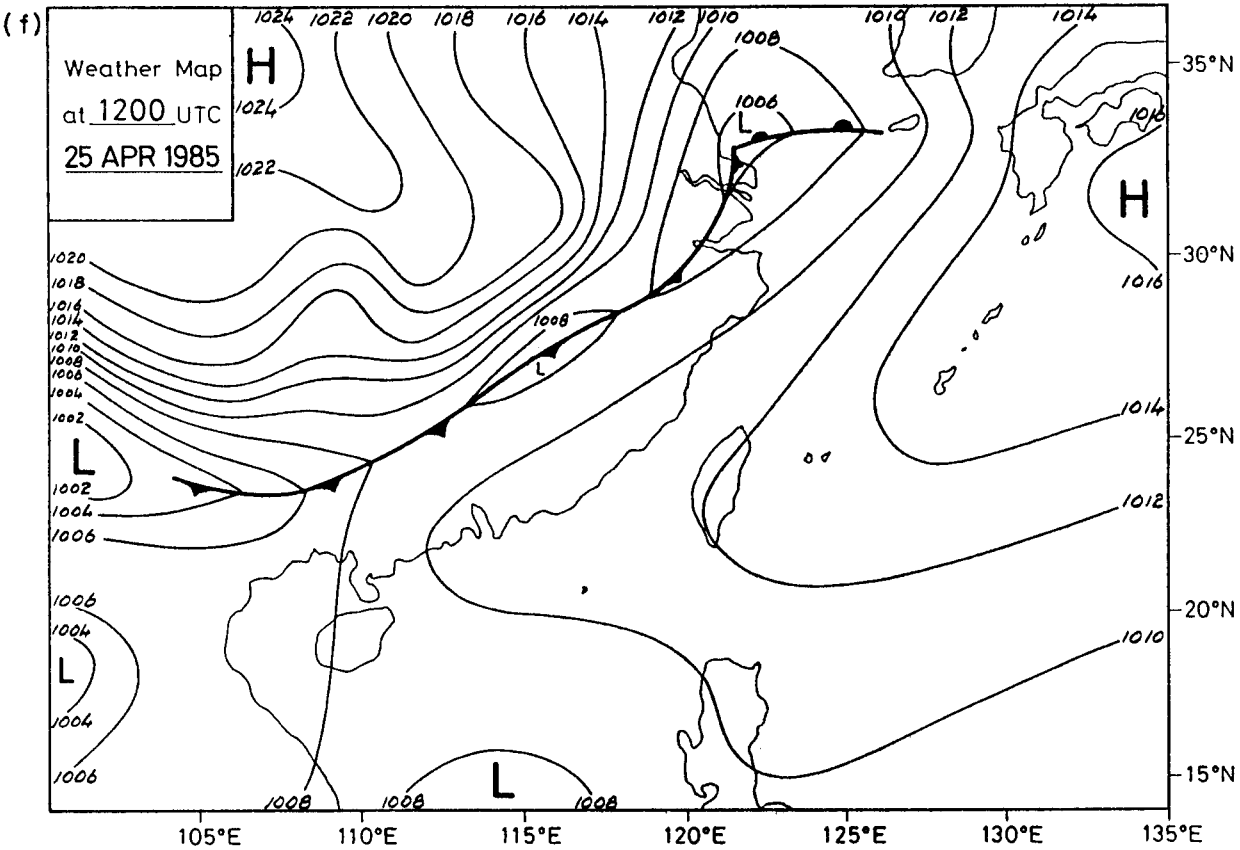 (f)
1024 1022 1020 1018 1016 1014 1012 1010 1010 1012 1014
Weather Map
at 1200 UTC
25 APR 1985
H
1024
1008
35°N
1006
L
1016
1022
H
30°N
1016
1020
1018
1016
1014
1012
1010
1008
1006
1004
1008
L
1002
L
1002
1004
1006
1014
25°N
1012
1006
1004
L
1004
1006
20°N
1010
15°N
1008 1008 L 1008
105°E 110°E 115°E 120°E 125°E 130°E 135°E